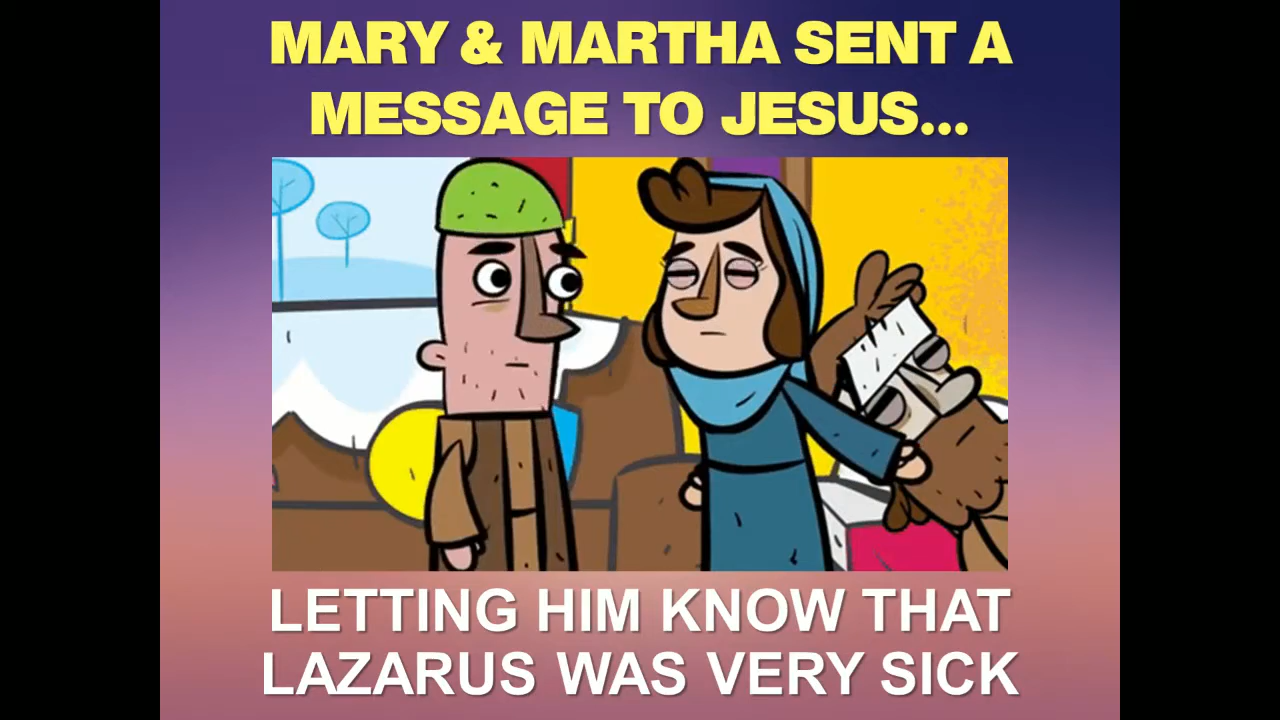 MARY & MARTHA SENT A
MESSAGE TO JESUS...
LETTING HIM KNOW THAT
LAZARUS WAS VERY SICK